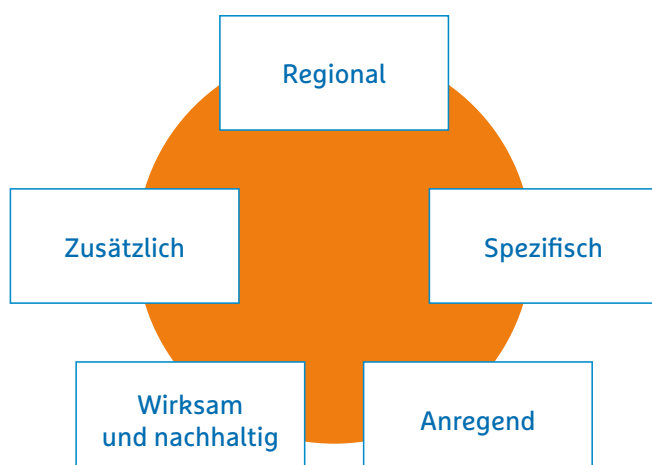 Regional
Zusätzlich
Spezifisch
Wirksam
und nachhaltig
Anregend